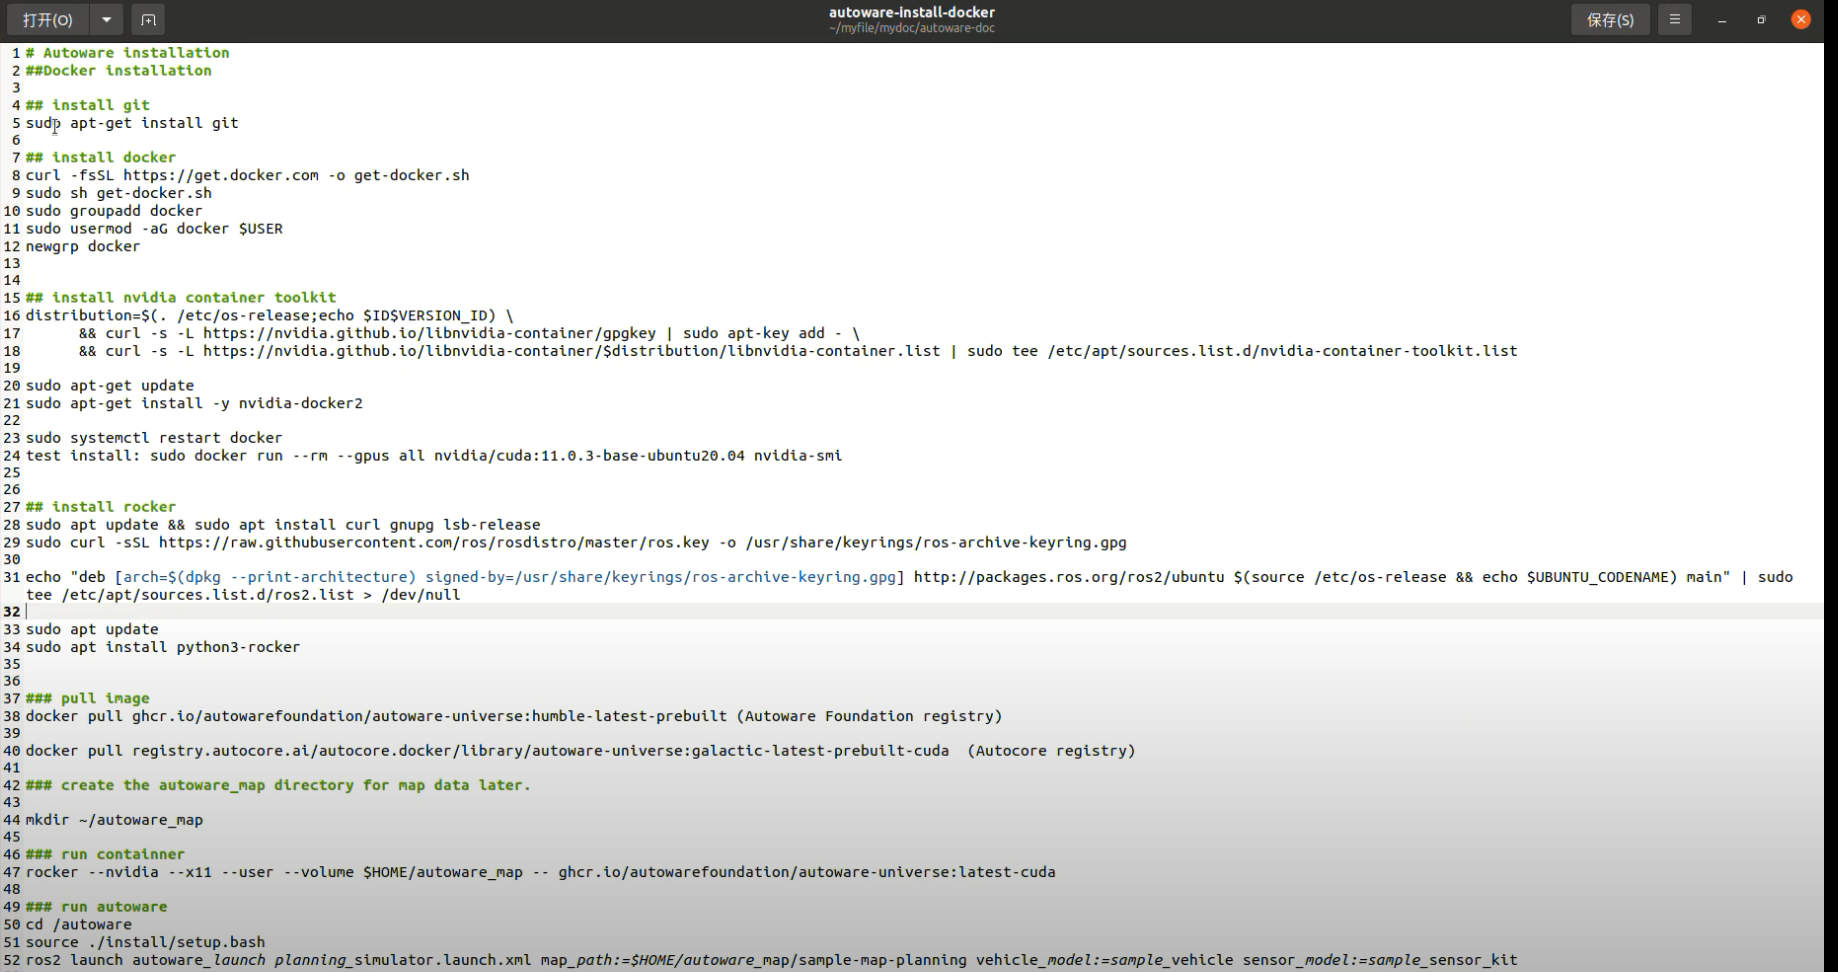 打开(O)
autoware-install-docker
~/myfile/mydoc/autoware-doc
保存(S)
1 # Autoware installation
2 ##Docker installation
3
4 ## install git
5 sudo apt-get install git
6
7 ## install docker
8 curl -fsSL https://get.docker.com -o get-docker.sh
9 sudo sh get-docker.sh
10 sudo groupadd docker
11 sudo usermod -aG docker $USER
12 newgrp docker
13
14
15 ## install nvidia container toolkit
16 distribution=$(. /etc/os-release;echo $ID$VERSION_ID) \
17 && curl -s -L https://nvidia.github.io/libnvidia-container/gpgkey | sudo apt-key add - \
18 && curl -s -L https://nvidia.github.io/libnvidia-container/$distribution/libnvidia-container.list | sudo tee /etc/apt/sources.list.d/nvidia-container-toolkit.list
19
20 sudo apt-get update
21 sudo apt-get install -y nvidia-docker2
22
23 sudo systemctl restart docker
24 test install: sudo docker run --rm --gpus all nvidia/cuda:11.0.3-base-ubuntu20.04 nvidia-smi
25
26
27 ## install rocker
28 sudo apt update && sudo apt install curl gnupg lsb-release
29 sudo curl -sSL https://raw.githubusercontent.com/ros/rosdistro/master/ros.key -o /usr/share/keyrings/ros-archive-keyring.gpg
30
31 echo "deb [arch=$(dpkg --print-architecture) signed-by=/usr/share/keyrings/ros-archive-keyring.gpg] http://packages.ros.org/ros2/ubuntu $(source /etc/os-release && echo $UBUNTU_CODENAME) main" | sudo
tee /etc/apt/sources.list.d/ros2.list > /dev/null
32
33 sudo apt update
34 sudo apt install python3-rocker
35
36
37 ### pull image
38 docker pull ghcr.io/autowarefoundation/autoware-universe:humble-latest-prebuilt (Autoware Foundation registry)
39
40 docker pull registry.autocore.ai/autocore.docker/library/autoware-universe:galactic-latest-prebuilt-cuda  (Autocore registry)
41
42 ### create the autoware_map directory for map data later.
43
44 mkdir ~/autoware_map
45
46 ### run containner
47 rocker --nvidia --x11 --user --volume $HOME/autoware_map -- ghcr.io/autowarefoundation/autoware-universe:latest-cuda
48
49 ### run autoware
50 cd /autoware
51 source ./install/setup.bash
52 ros2 launch autoware_launch planning_simulator.launch.xml map_path:=$HOME/autoware_map/sample-map-planning vehicle_model:=sample_vehicle sensor_model:=sample_sensor_kit